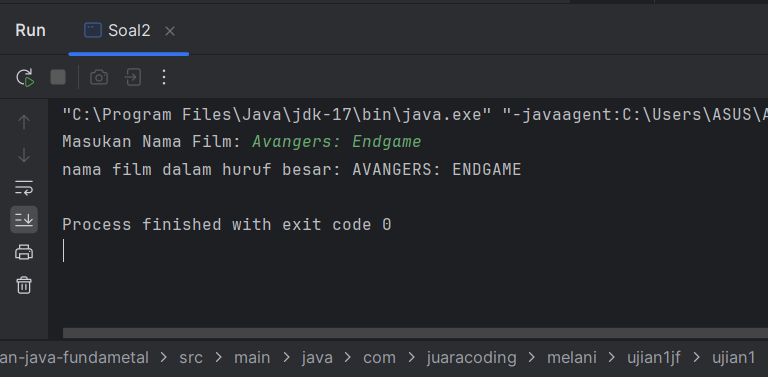 Run Soal2
"C:\Program Files\Java\jdk-17\bin\java.exe" "-javaagent:C:\Users\ASUS\A
Masukan Nama Film: Avangers: Endgame
nama film dalam huruf besar: AVANGERS: ENDGAME
Process finished with exit code 0
an-java-fundametal > src > main > java > com > juaracoding > melani > ujian1jf > ujian1